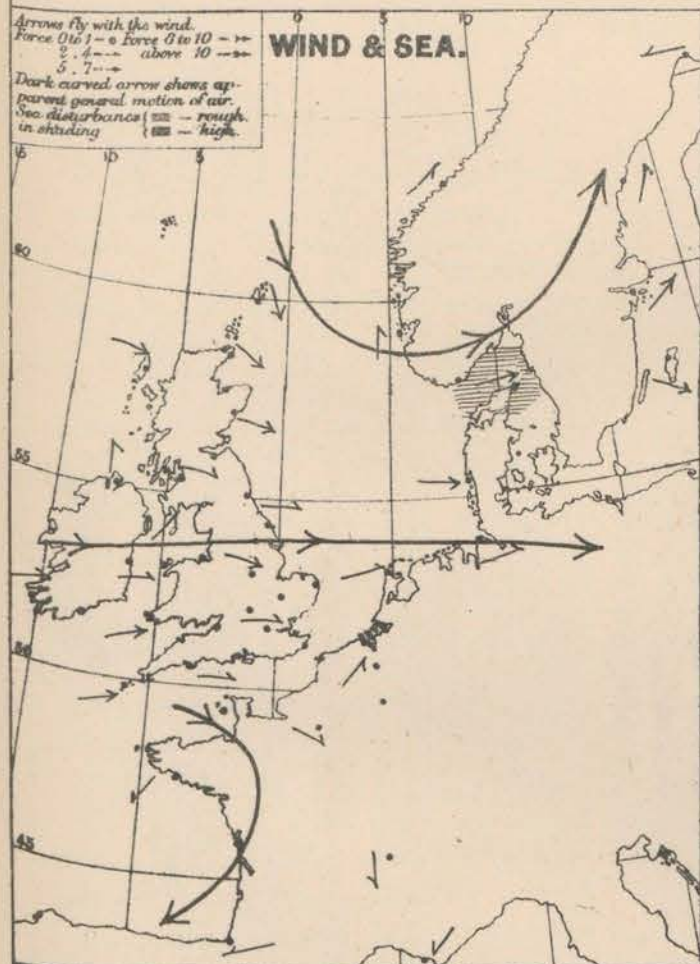 Arrows fly with the wind.
Force 0 to 1 – Force 8 to 10 –
2 . 4 – above 10 –
5 . 7 –
Dark curved arrow shows ap-
parent general motion of air.
Sea disturbance { – rough.
in shading { – high.
WIND & SEA.
0
10
15
10
5
60
55
50
45